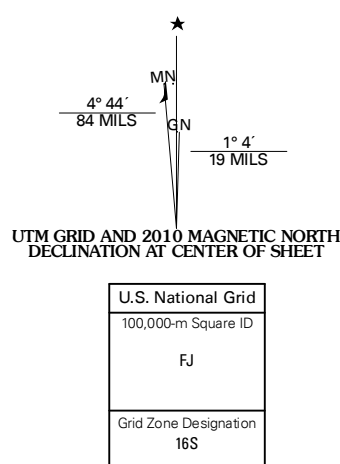 MN
4° 44´
84 MILS
GN
1° 4´
19 MILS
UTM GRID AND 2010 MAGNETIC NORTH
DECLINATION AT CENTER OF SHEET
U.S. National Grid
100,000-m Square ID
FJ
Grid Zone Designation
16S